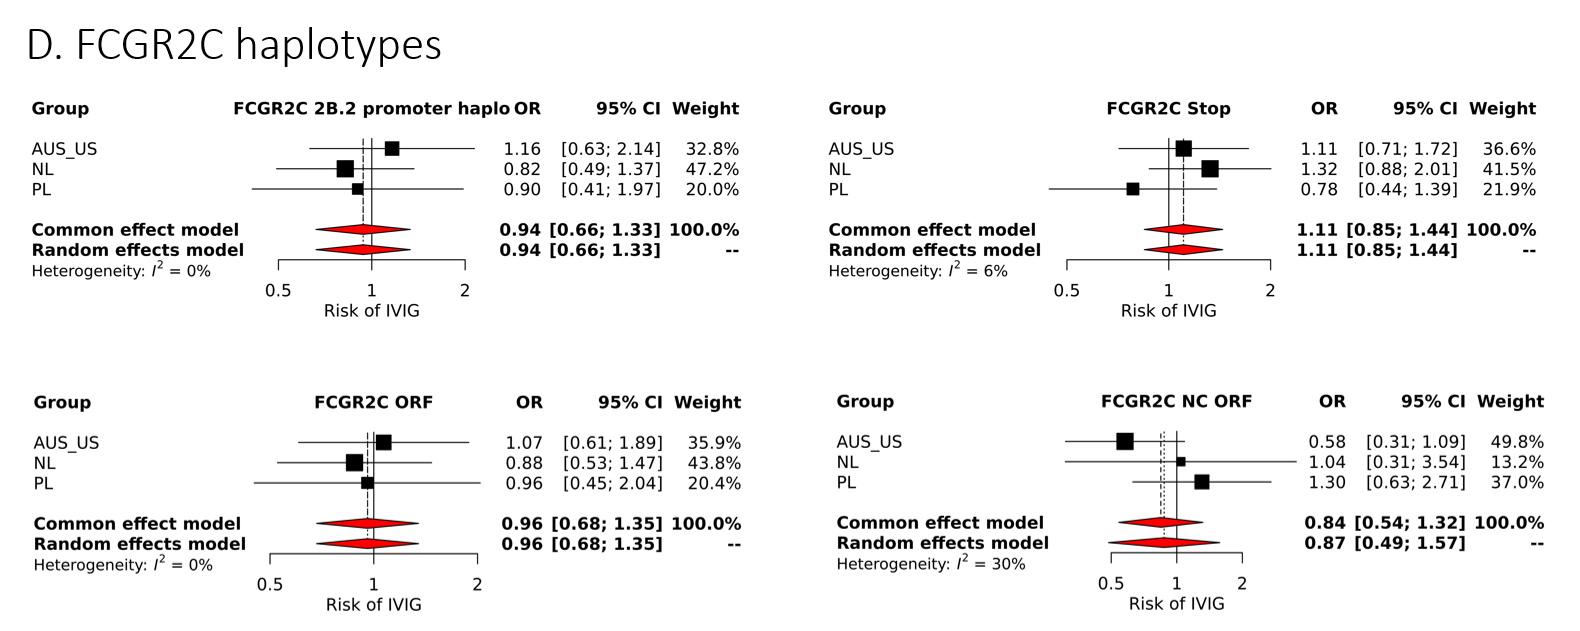 D. FCGR2C haplotypes
Group FCGR2C 2B.2 promoter haplo OR 95% CI Weight
AUS_US 1.16 [0.63; 2.14] 32.8%
NL 0.82 [0.49; 1.37] 47.2%
PL 0.90 [0.41; 1.97] 20.0%
Common effect model 0.94 [0.66; 1.33] 100.0%
Random effects model 0.94 [0.66; 1.33] --
Heterogeneity: I² = 0%
0.5 1 2
Risk of IVIG
Group FCGR2C Stop OR 95% CI Weight
AUS_US 1.11 [0.71; 1.72] 36.6%
NL 1.32 [0.88; 2.01] 41.5%
PL 0.78 [0.44; 1.39] 21.9%
Common effect model 1.11 [0.85; 1.44] 100.0%
Random effects model 1.11 [0.85; 1.44] --
Heterogeneity: I² = 6%
0.5 1 2
Risk of IVIG
Group FCGR2C ORF OR 95% CI Weight
AUS_US 1.07 [0.61; 1.89] 35.9%
NL 0.88 [0.53; 1.47] 43.8%
PL 0.96 [0.45; 2.04] 20.4%
Common effect model 0.96 [0.68; 1.35] 100.0%
Random effects model 0.96 [0.68; 1.35] --
Heterogeneity: I² = 0%
0.5 1 2
Risk of IVIG
Group FCGR2C NC ORF OR 95% CI Weight
AUS_US 0.58 [0.31; 1.09] 49.8%
NL 1.04 [0.31; 3.54] 13.2%
PL 1.30 [0.63; 2.71] 37.0%
Common effect model 0.84 [0.54; 1.32] 100.0%
Random effects model 0.87 [0.49; 1.57] --
Heterogeneity: I² = 30%
0.5 1 2
Risk of IVIG